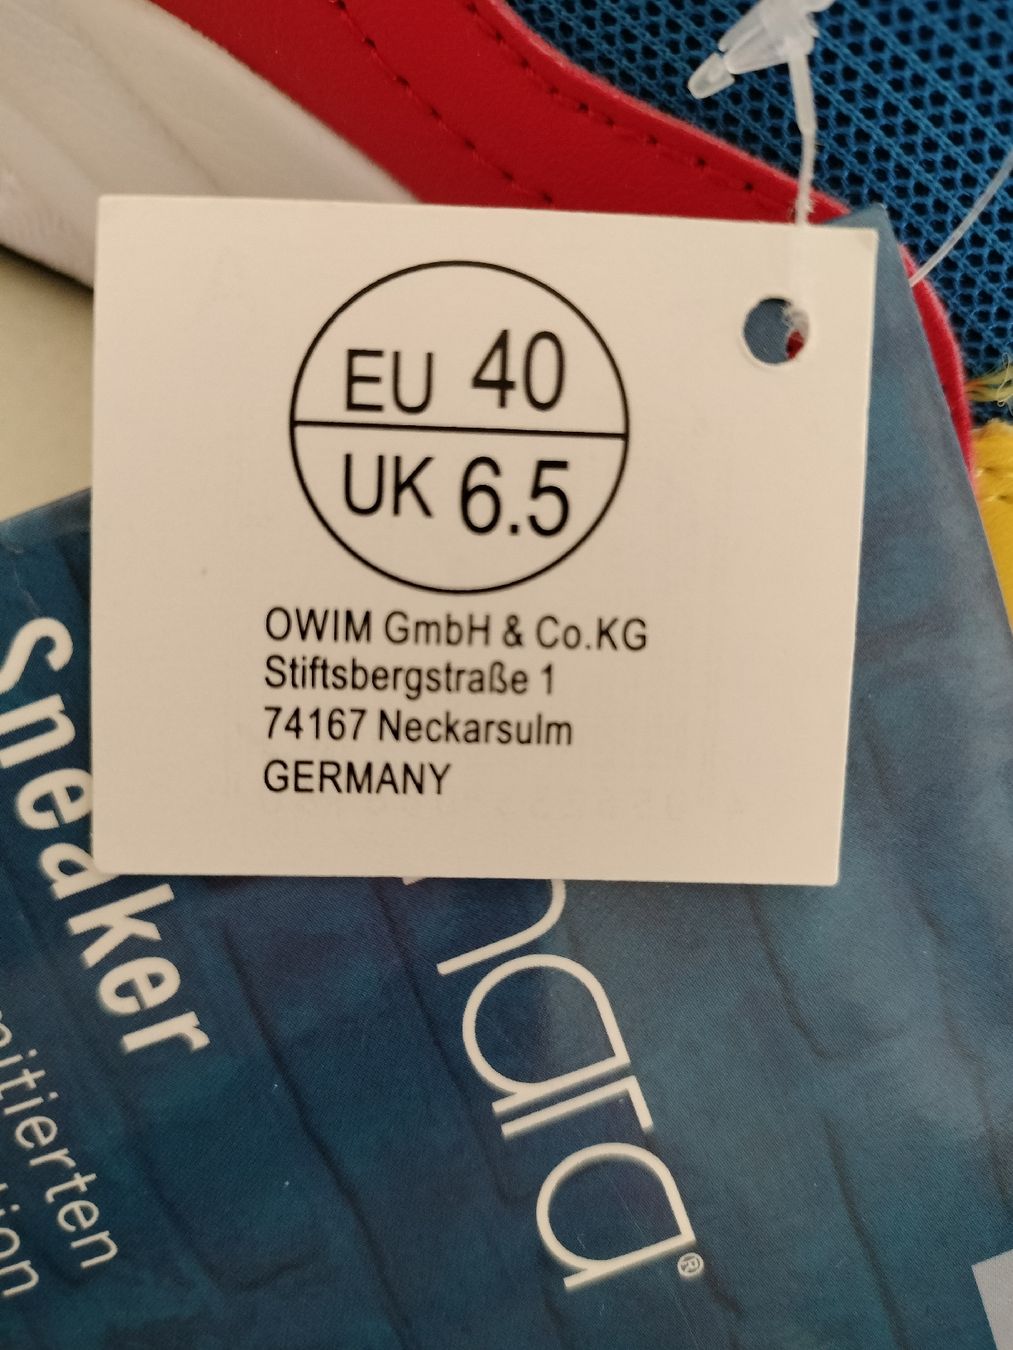 EU 40
UK 6.5
OWIM GmbH & Co.KG
Stiftsbergstraße 1
74167 Neckarsulm
GERMANY
Sneaker